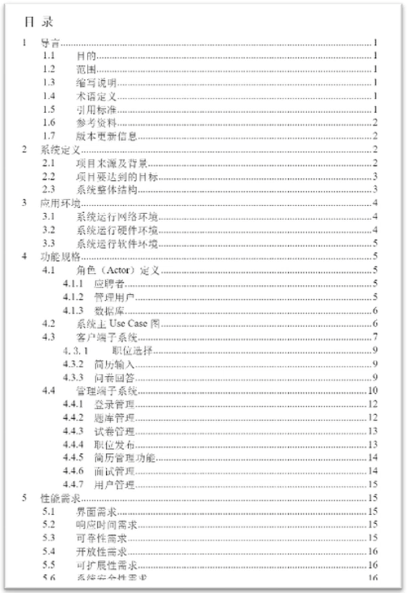 目 录
1 导言 1
1.1 目的 1
1.2 范围 1
1.3 缩写说明 1
1.4 术语定义 1
1.5 引用标准 1
1.6 参考资料 2
1.7 版本更新信息 2
2 系统定义 2
2.1 项目来源及背景 2
2.2 项目要达到的目标 3
2.3 系统整体结构 3
3 应用环境 4
3.1 系统运行网络环境 4
3.2 系统运行硬件环境 4
3.3 系统运行软件环境 5
4 功能规格 5
4.1 角色（Actor）定义 5
4.1.1 应聘者 5
4.1.2 管理用户 5
4.1.3 数据库 6
4.2 系统主 Use Case 图 6
4.3 客户端子系统 7
4.3.1 职位选择 9
4.3.2 简历输入 9
4.3.3 问卷回答 9
4.4 管理端子系统 10
4.4.1 登录管理 12
4.4.2 题库管理 12
4.4.3 试卷管理 13
4.4.4 职位发布 13
4.4.5 简历管理功能 14
4.4.6 面试管理 14
4.4.7 用户管理 15
5 性能需求 15
5.1 界面需求 15
5.2 响应时间需求 15
5.3 可靠性需求 15
5.4 开放性需求 16
5.5 可扩展性需求 16
5.6 系统安全性需求 16